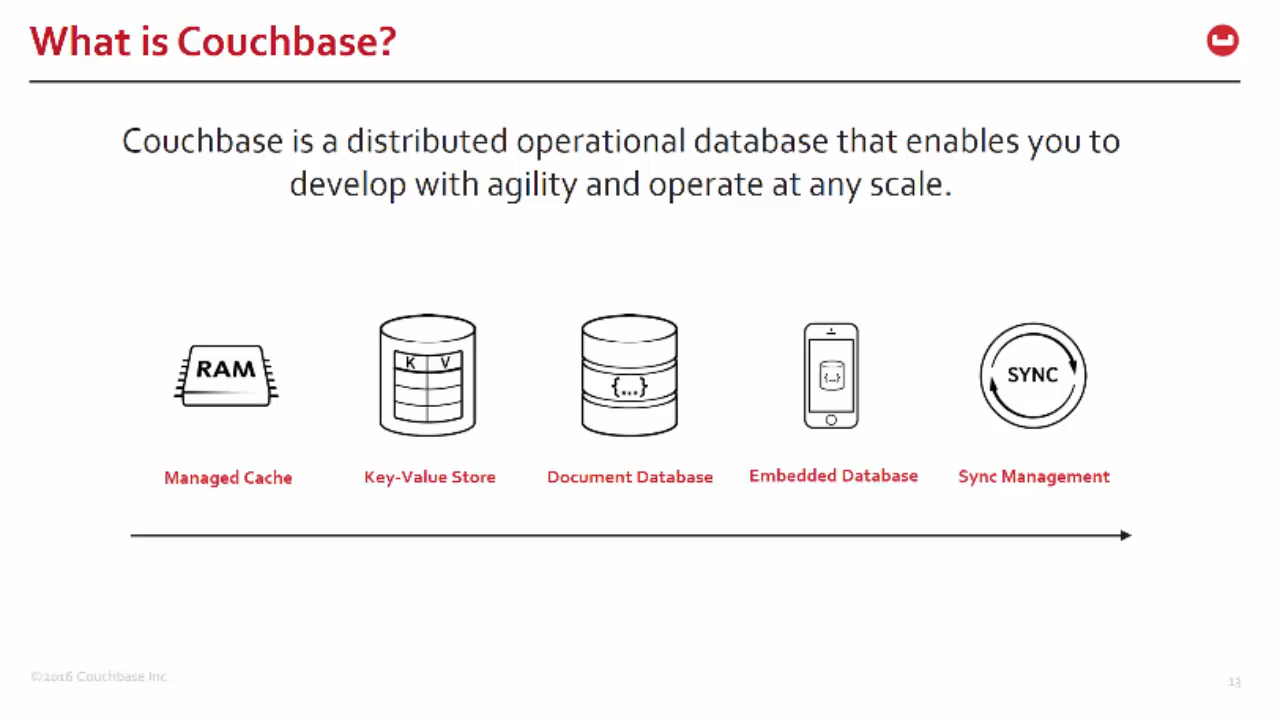 What is Couchbase?
Couchbase is a distributed operational database that enables you to
develop with agility and operate at any scale.
RAM
K V
{...}
{...}
SYNC
Managed Cache
Key-Value Store
Document Database
Embedded Database
Sync Management
©2016 Couchbase Inc.
13